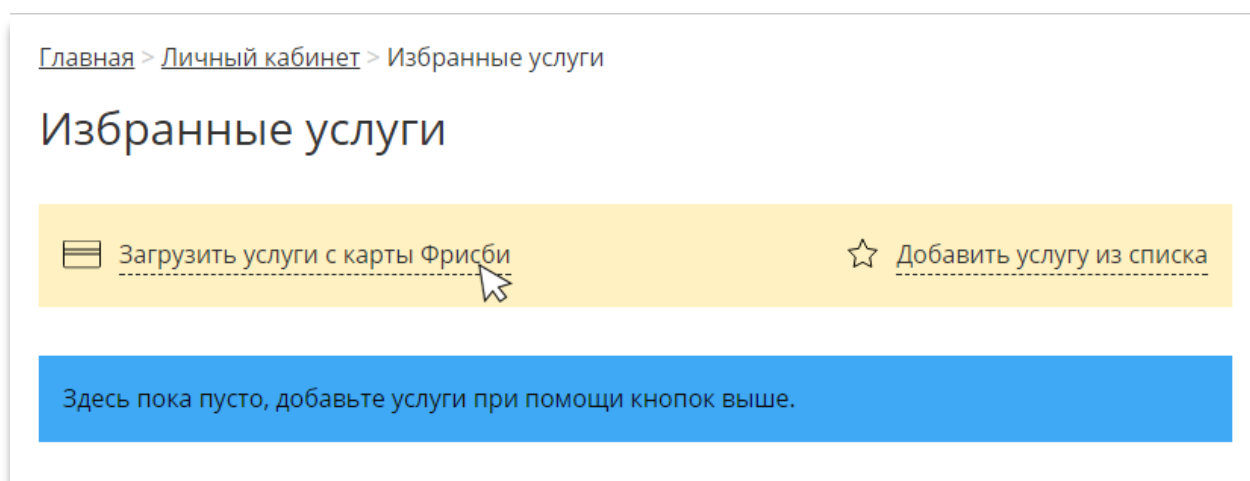 Главная > Личный кабинет > Избранные услуги
Избранные услуги
Загрузить услуги с карты Фрисби
Добавить услугу из списка
Здесь пока пусто, добавьте услуги при помощи кнопок выше.